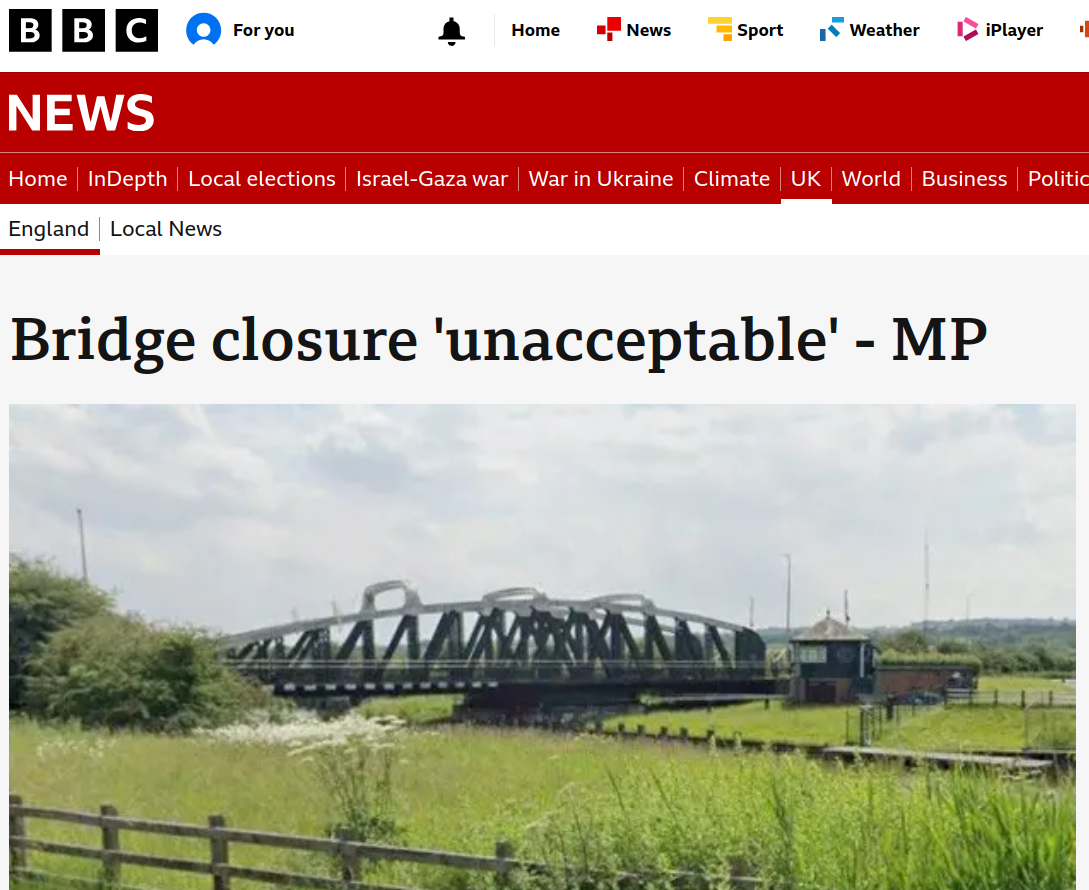 BBC For you Home News Sport Weather iPlayer
NEWS
Home InDepth Local elections Israel-Gaza war War in Ukraine Climate UK World Business Politic
England Local News
Bridge closure 'unacceptable' - MP